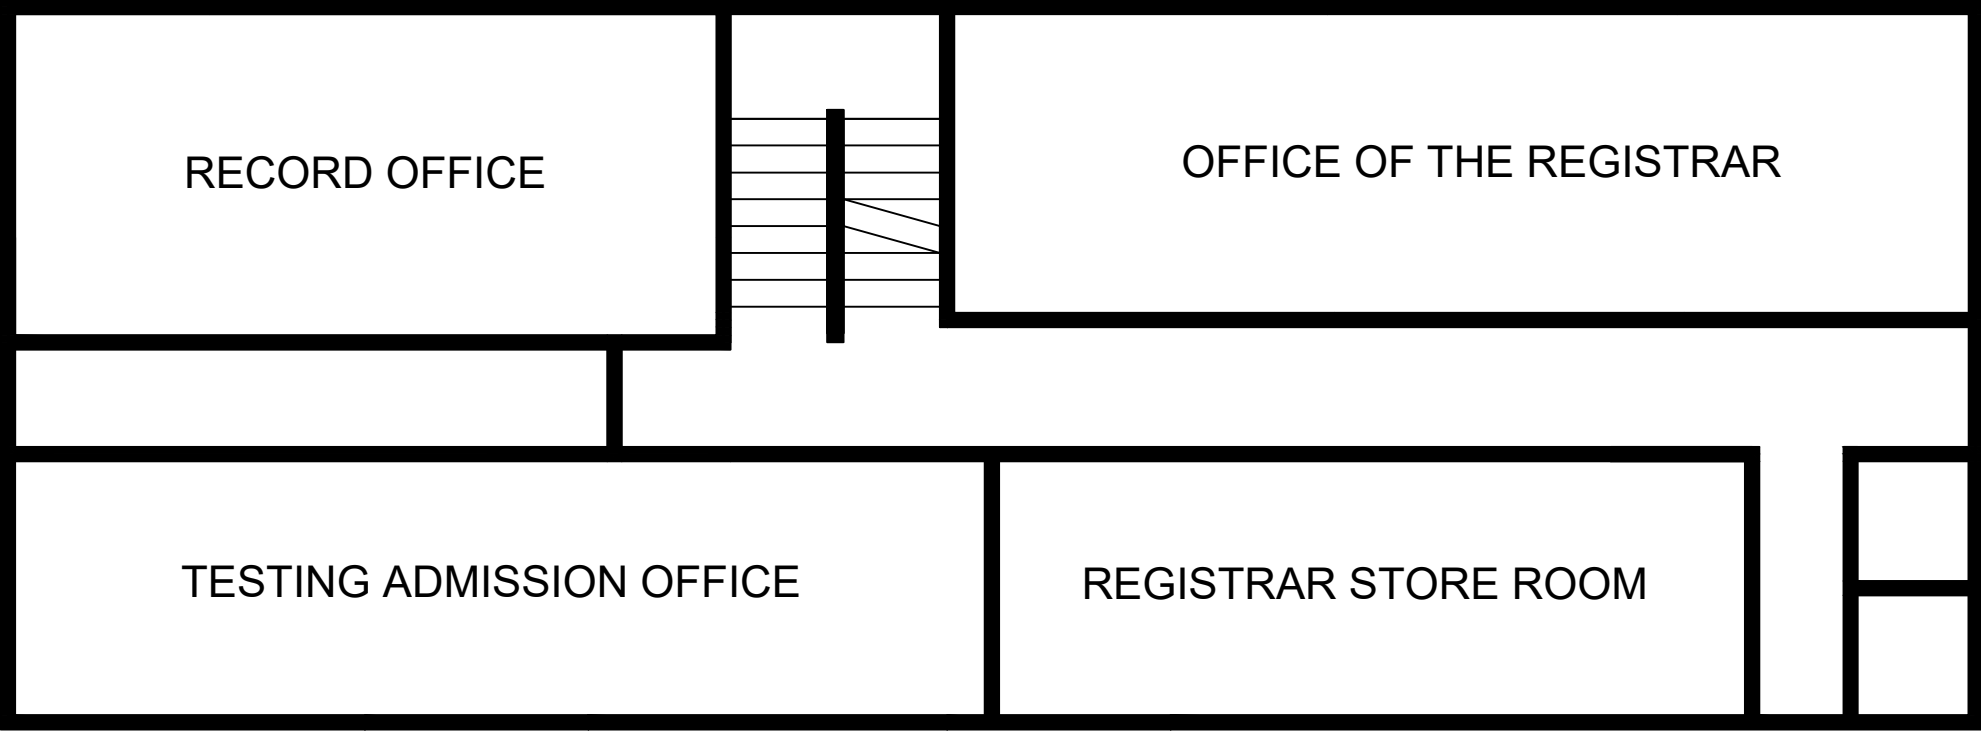 RECORD OFFICE
OFFICE OF THE REGISTRAR
TESTING ADMISSION OFFICE
REGISTRAR STORE ROOM